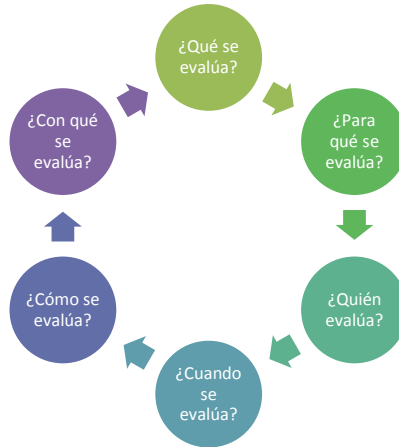 ¿Qué se
evalúa?
¿Para
qué se
evalúa?
¿Quién
evalúa?
¿Cuando
se
evalúa?
¿Cómo se
evalúa?
¿Con qué
se
evalúa?